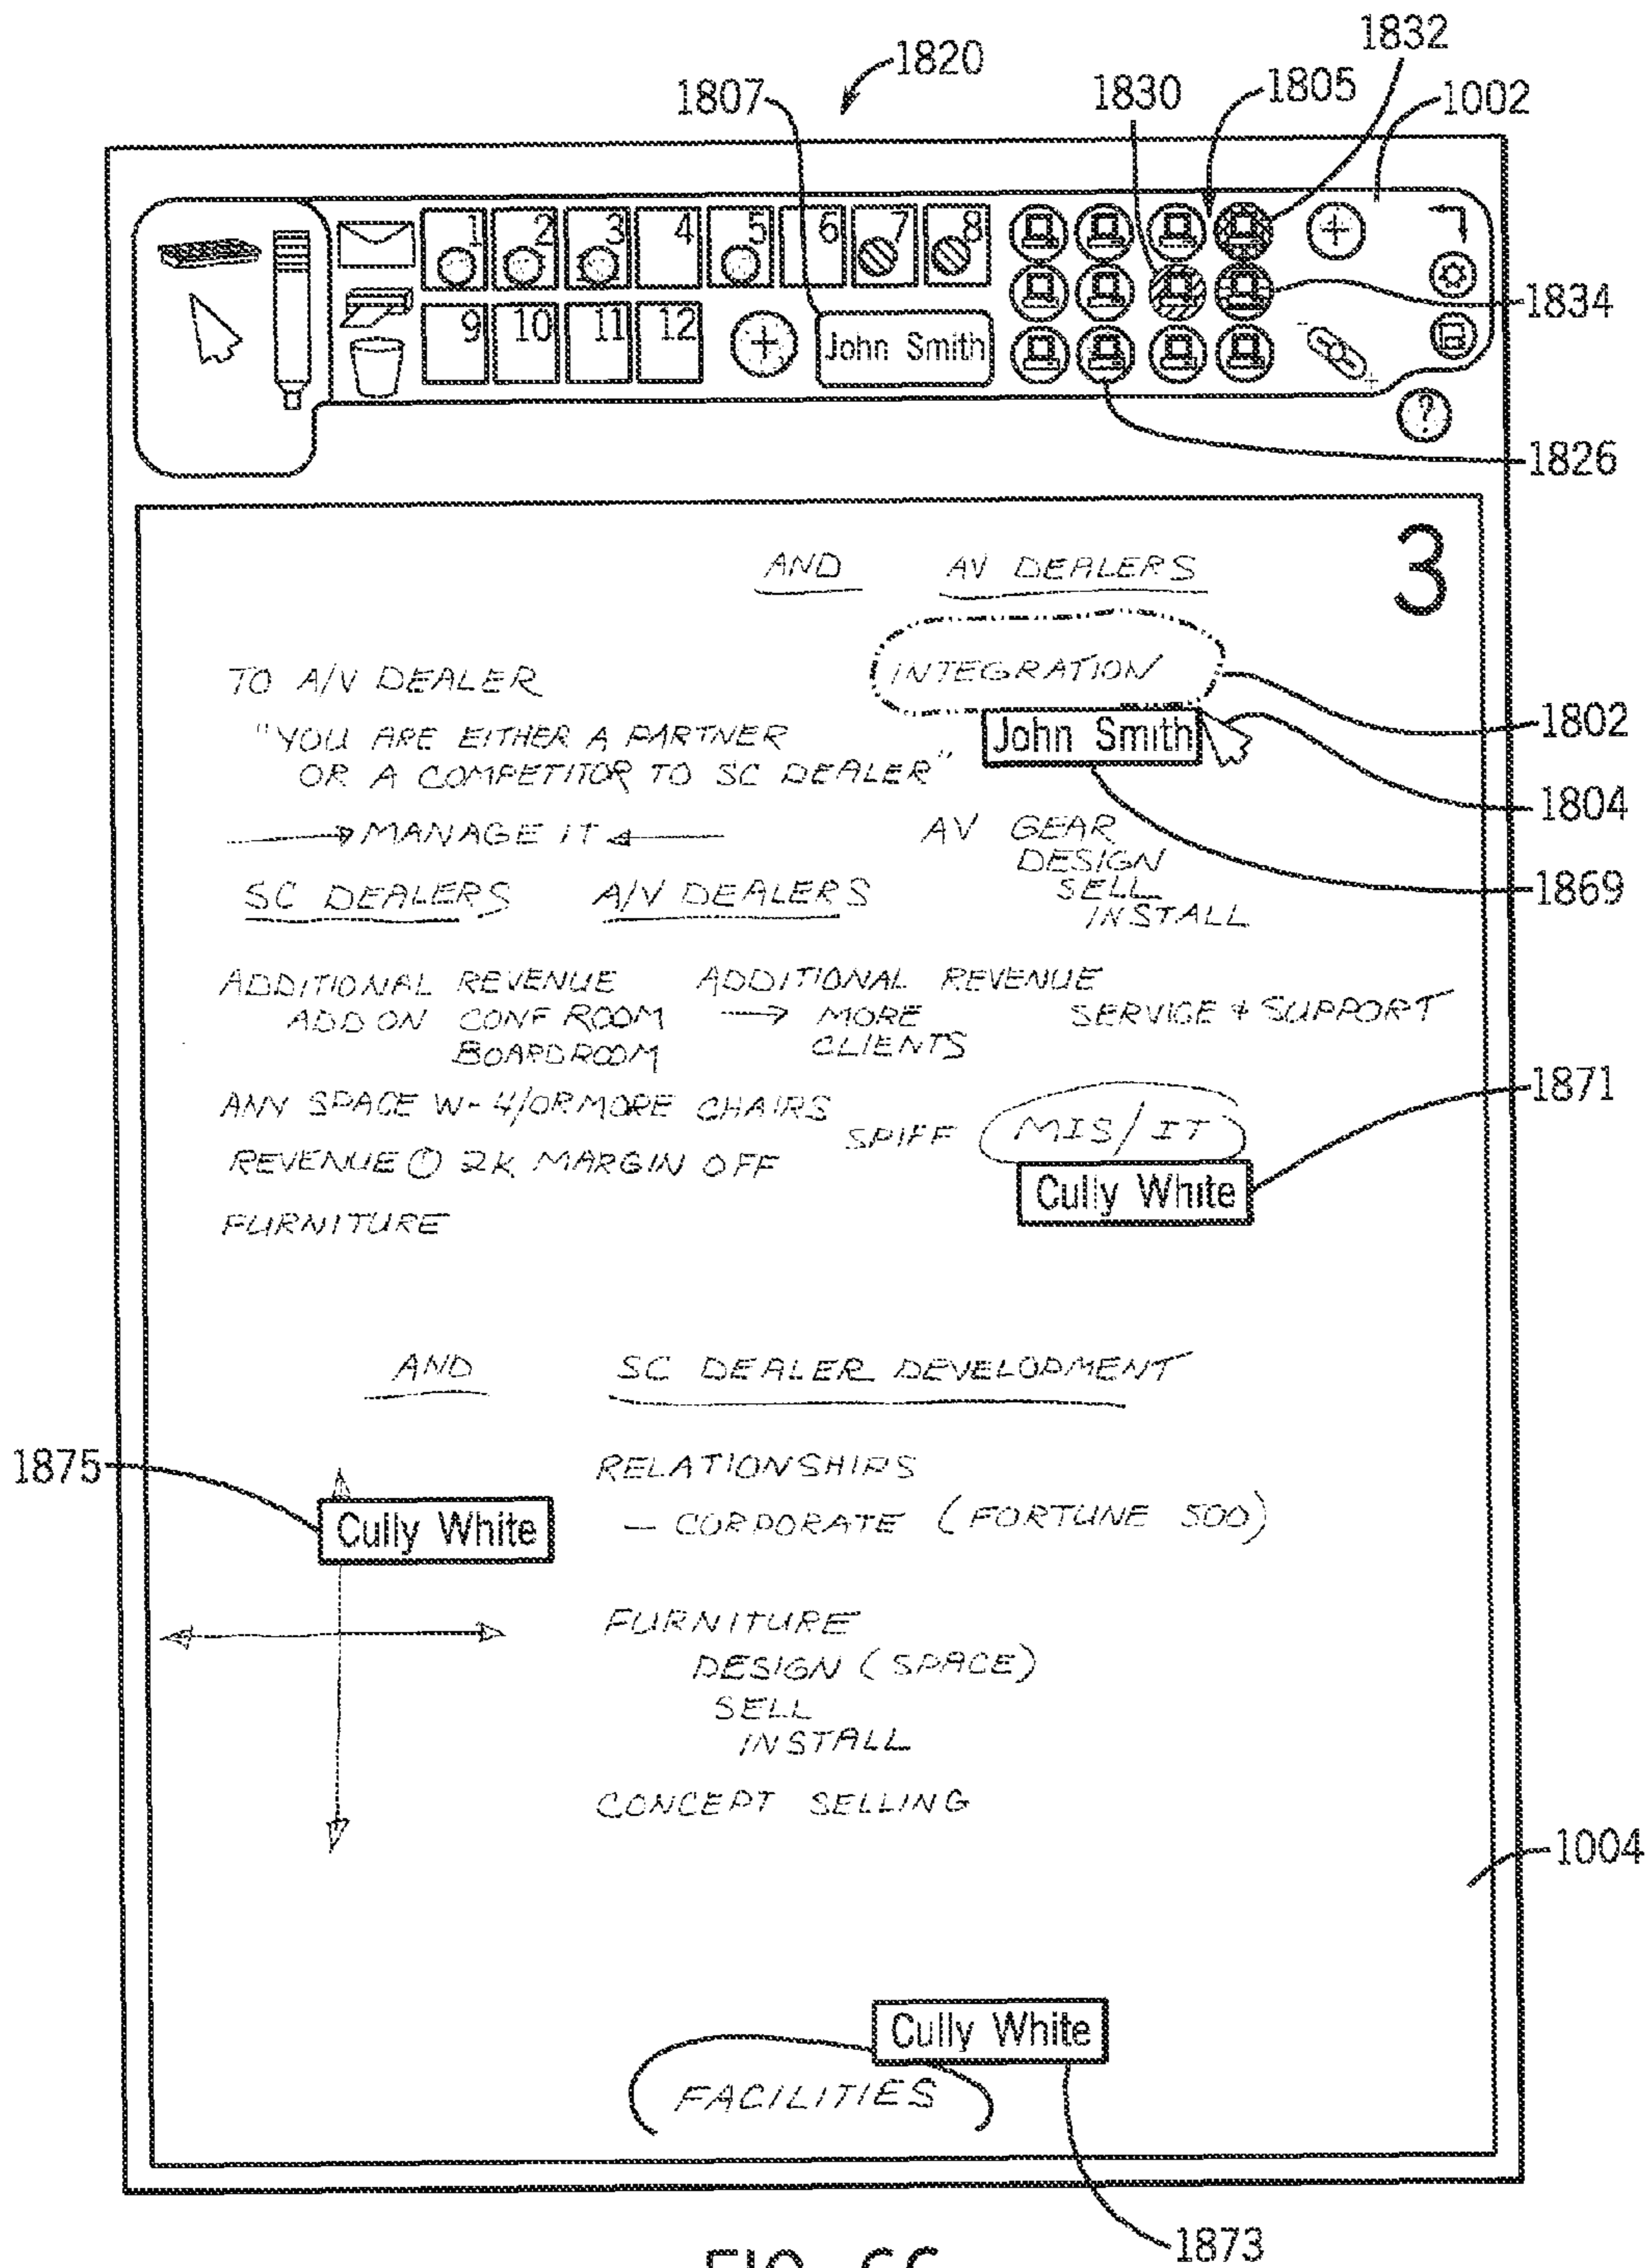 1832
1820
1807
1830
1805
1002
1 2 3 4 5 6 7 8
1834
9 10 11 12 John Smith
?
1826
3
AND AV DEALERS
TO A/V DEALER
INTEGRATION
1802
"YOU ARE EITHER A PARTNER
John Smith
OR A COMPETITOR TO SC DEALER"
1804
MANAGE IT
AV GEAR
DESIGN
SC DEALERS A/V DEALERS
SELL
1869
INSTALL
ADDITIONAL REVENUE ADDITIONAL REVENUE
ADD ON CONF ROOM → MORE SERVICE + SUPPORT
BOARDROOM CLIENTS
1871
ANY SPACE W- 4/OR MORE CHAIRS
SPIFF MIS/IT
REVENUE 2K MARGIN OFF
Cully White
FURNITURE
AND SC DEALER DEVELOPMENT
1875
RELATIONSHIPS
Cully White
— CORPORATE (FORTUNE 500)
FURNITURE
DESIGN (SPACE)
SELL
INSTALL
CONCEPT SELLING
1004
Cully White
FACILITIES
1873
FIG. 66